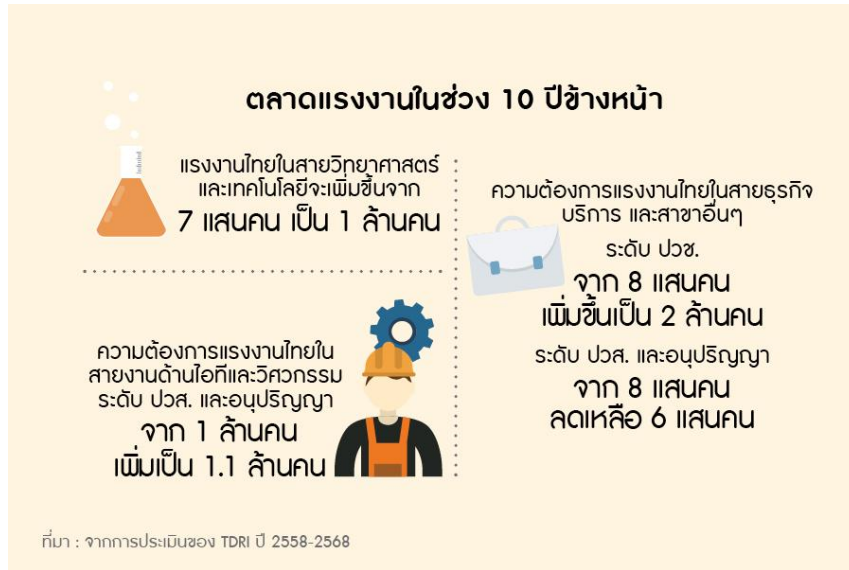 ตลาดแรงงานในช่วง 10 ปีข้างหน้า
แรงงานไทยในสายวิทยาศาสตร์
และเทคโนโลยีจะเพิ่มขึ้นจาก
7 แสนคน เป็น 1 ล้านคน
ความต้องการแรงงานไทยใน
สายงานด้านไอทีและวิศวกรรม
ระดับ ปวส. และอนุปริญญา
จาก 1 ล้านคน
เพิ่มเป็น 1.1 ล้านคน
ความต้องการแรงงานไทยในสายธุรกิจ
บริการ และสาขาอื่นๆ
ระดับ ปวช.
จาก 8 แสนคน
เพิ่มขึ้นเป็น 2 ล้านคน
ระดับ ปวส. และอนุปริญญา
จาก 8 แสนคน
ลดเหลือ 6 แสนคน
ที่มา : จากการประเมินของ TDRI ปี 2558-2568